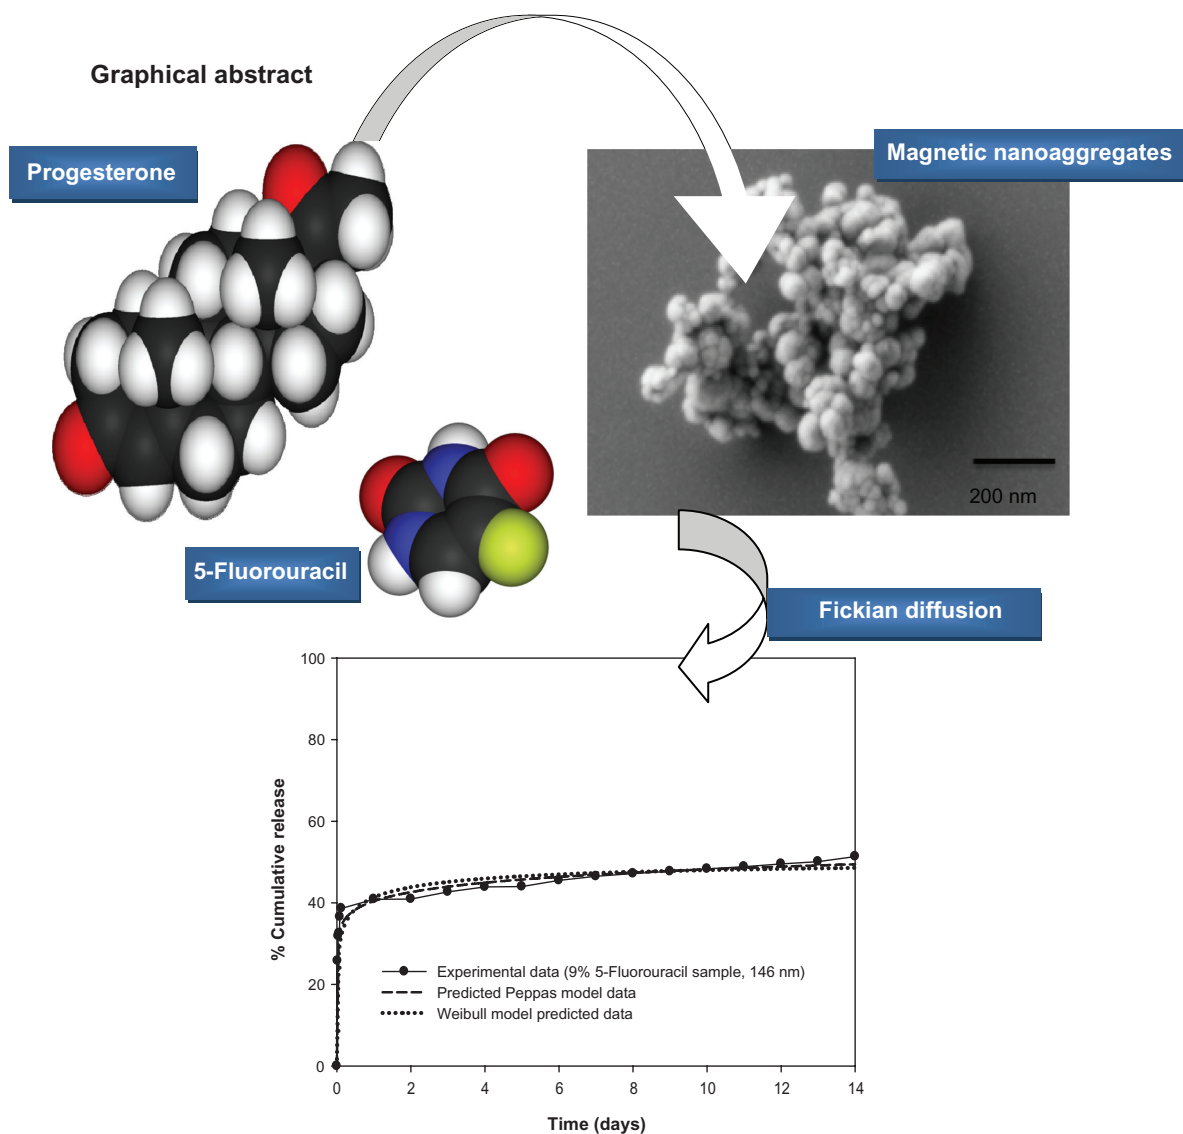 Graphical abstract
Progesterone
Magnetic nanoaggregates
200 nm
5-Fluorouracil
Fickian diffusion
100
80
60
40
20
0
% Cumulative release
Experimental data (9% 5-Fluorouracil sample, 146 nm)
Predicted Peppas model data
Weibull model predicted data
0 2 4 6 8 10 12 14
Time (days)